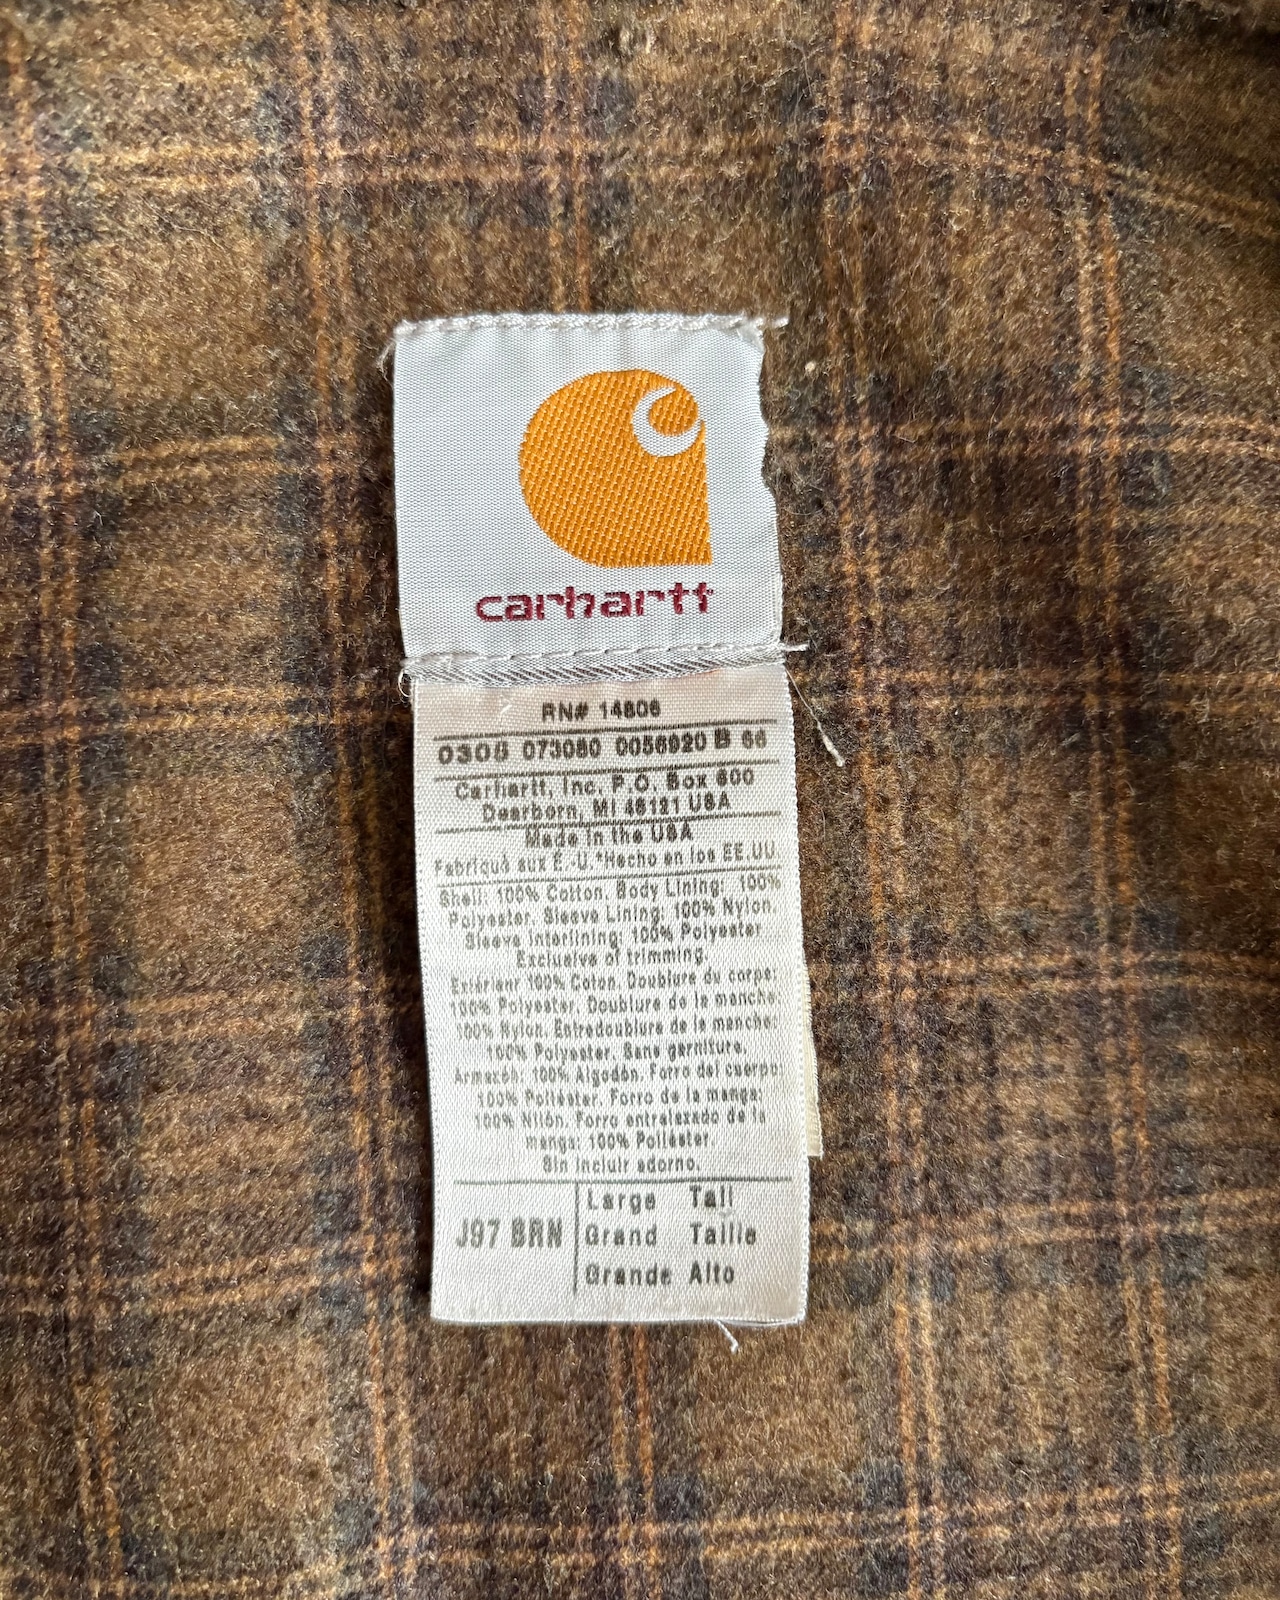 carhartt
RN# 14806
0305 073080 0056920 B 66
Carhartt, Inc. P.O. Box 600
Dearborn, MI 48121 USA
Made in the USA
Fabriqué aux É.-U.*Hecho en los EE.UU
Shell: 100% Cotton. Body Lining: 100%
Polyester. Sleeve Lining: 100% Nylon.
Sleeve Interlining: 100% Polyester
Exclusive of trimming.
Extérieur 100% Coton. Doublure du corps:
100% Polyester. Doublure de la manche:
100% Nylon. Entredoublure de la manche:
100% Polyester. Sans garniture.
Armazón: 100% Algodón. Forro del cuerpo:
100% Poliéster. Forro de la manga:
100% Nilón. Forro entrelazado de la
manga: 100% Poliéster.
Sin incluir adorno.
J97 BRN
Large Tall
Grand Taille
Grande Alto